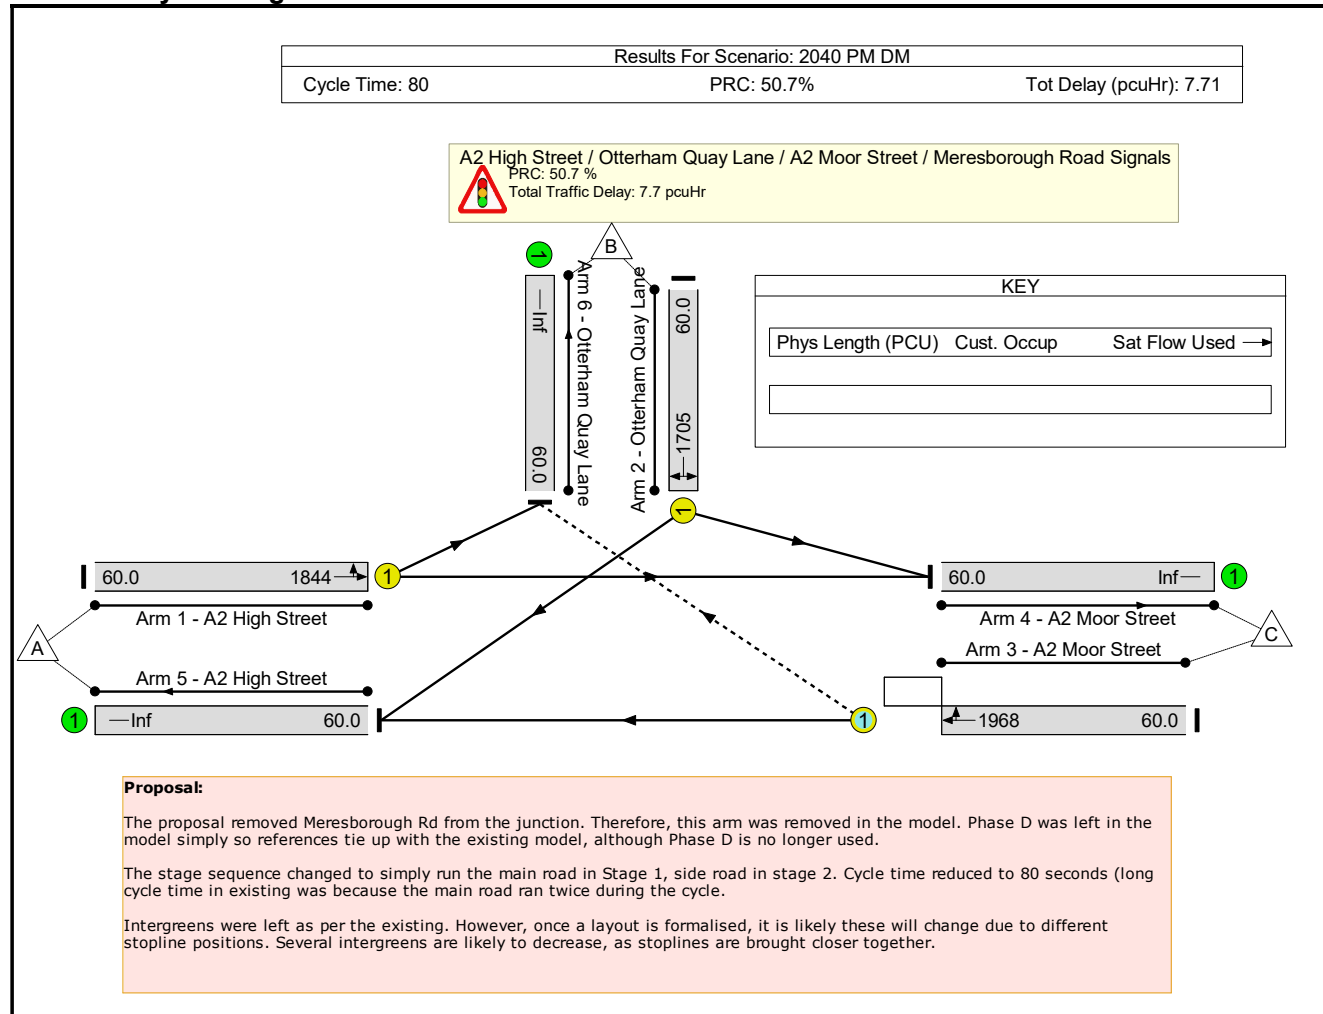 Results For Scenario: 2040 PM DM
Cycle Time: 80 PRC: 50.7% Tot Delay (pcuHr): 7.71
A2 High Street / Otterham Quay Lane / A2 Moor Street / Meresborough Road Signals
PRC: 50.7 %
Total Traffic Delay: 7.7 pcuHr
B
1
Inf
60.0
Arm 6 - Otterham Quay Lane
Arm 2 - Otterham Quay Lane
60.0
1705
1
KEY
Phys Length (PCU) Cust. Occup Sat Flow Used
60.0 1844 1
Arm 1 - A2 High Street
A
Arm 5 - A2 High Street
1 Inf 60.0
60.0 Inf 1
Arm 4 - A2 Moor Street
C
Arm 3 - A2 Moor Street
1 1968 60.0
Proposal:
The proposal removed Meresborough Rd from the junction. Therefore, this arm was removed in the model. Phase D was left in the
model simply so references tie up with the existing model, although Phase D is no longer used.
The stage sequence changed to simply run the main road in Stage 1, side road in stage 2. Cycle time reduced to 80 seconds (long
cycle time in existing was because the main road ran twice during the cycle.
Intergreens were left as per the existing. However, once a layout is formalised, it is likely these will change due to different
stopline positions. Several intergreens are likely to decrease, as stoplines are brought closer together.